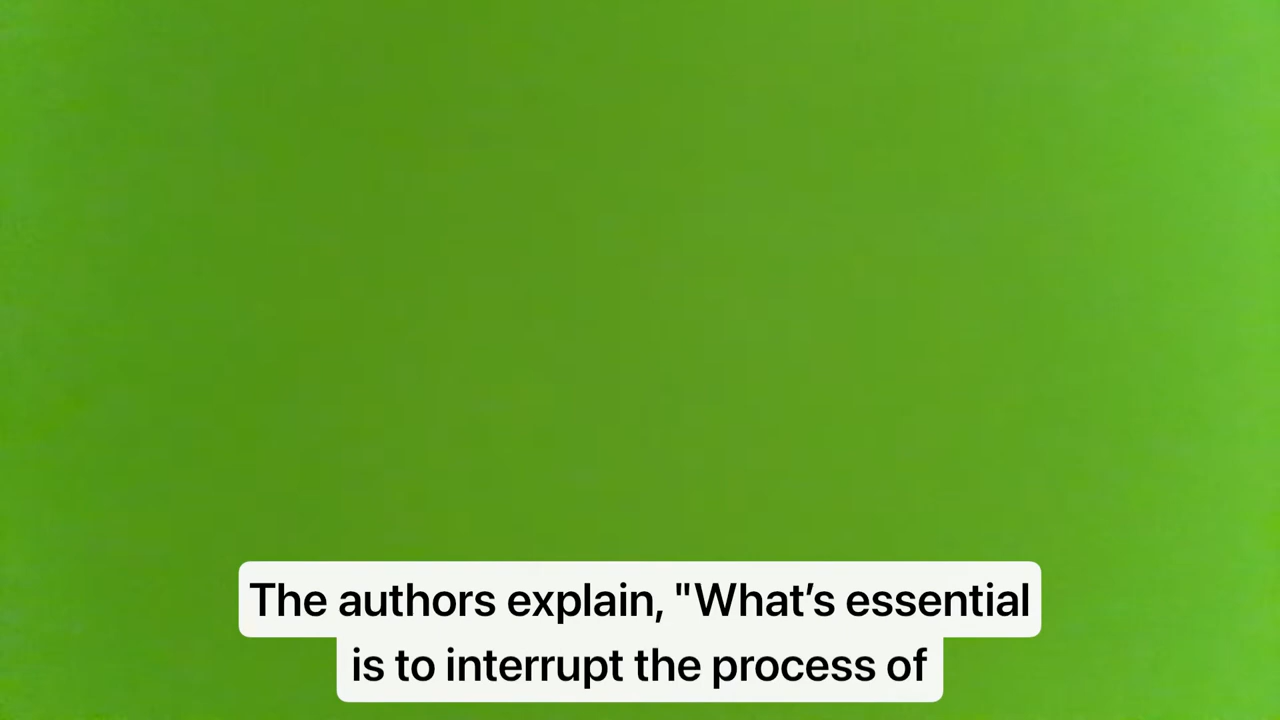 The authors explain, "What’s essential
is to interrupt the process of